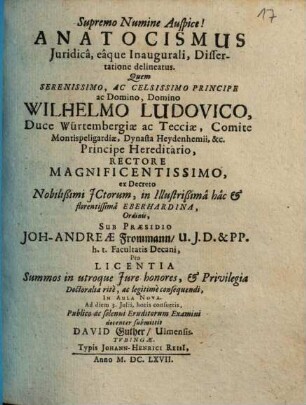 17
Supremo Numine Auspice!
ANATOCISMUS
Juridicâ, eâque Inaugurali, Disser-
tatione delineatus.
Quem
SERENISSIMO, AC CELSISSIMO PRINCIPE
ac Domino, Domino
WILHELMO LUDOVICO,
Duce Würtembergiæ ac Tecciæ, Comite
Montispeligardiæ, Dynasta Heydenhemii, &c.
Principe Hereditario,
RECTORE
MAGNIFICENTISSIMO,
ex Decreto
Nobilißimi JCtorum, in Illustrißimâ hâc &
florentissimâ EBERHARDINA,
Ordinis,
SUB PRÆSIDIO
JOH-ANDREÆ Frommann/ U.J.D. & PP.
h. t. Facultatis Decani,
Pro
LICENTIA
Summos in utroque Jure honores, & Privilegia
Doctoralia ritè, ac legitimè consequendi,
IN AULA NOVA.
Ad diem 3. Julii, horis consuetis,
Publico ac solenni Eruditorum Examini
decenter submittit
DAVID Guther/ Ulmensis.
TUBINGÆ,
Typis JOHANN-HENRICI REISI,
Anno M. DC. LXVII.